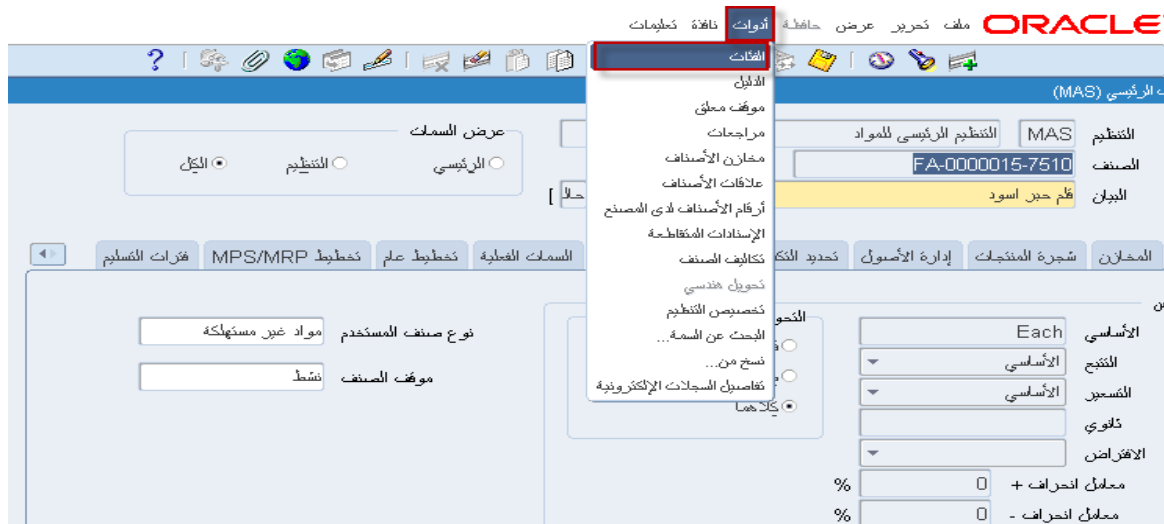 ORACLE
ملف تحرير عرض حافظة أدوات نافذة تعليمات
الفئات
الدليل
موقف معلق
مراجعات
مخازن الأصناف
علاقات الأصناف
أرقام الأصناف لدى المصنع
الإسنادات المتقاطعة
تكاليف الصنف
تحويل هندسي
تخصيص التنظيم
البحث عن السمة...
نسخ من...
تفاصيل السجلات الإلكترونية
الرئيسي (MAS)
التنظيم MAS التنظيم الرئيسي للمواد
الصنف FA-0000015-7510
البيان قلم حبر اسود
[
عرض السمات
الرئيسي التنظيم الكل
المخازن شجرة المنتجات إدارة الأصول تحديد السمات الفعلية تخطيط عام تخطيط MPS/MRP فترات التسليم
الأساسي Each
التتبع الأساسي
التسعير الأساسي
ثانوي
الافتراض
معامل انحراف + 0 %
معامل انحراف - 0 %
كلاهما
نوع صنف المستخدم مواد غير مستهلكة
موقف الصنف نشط